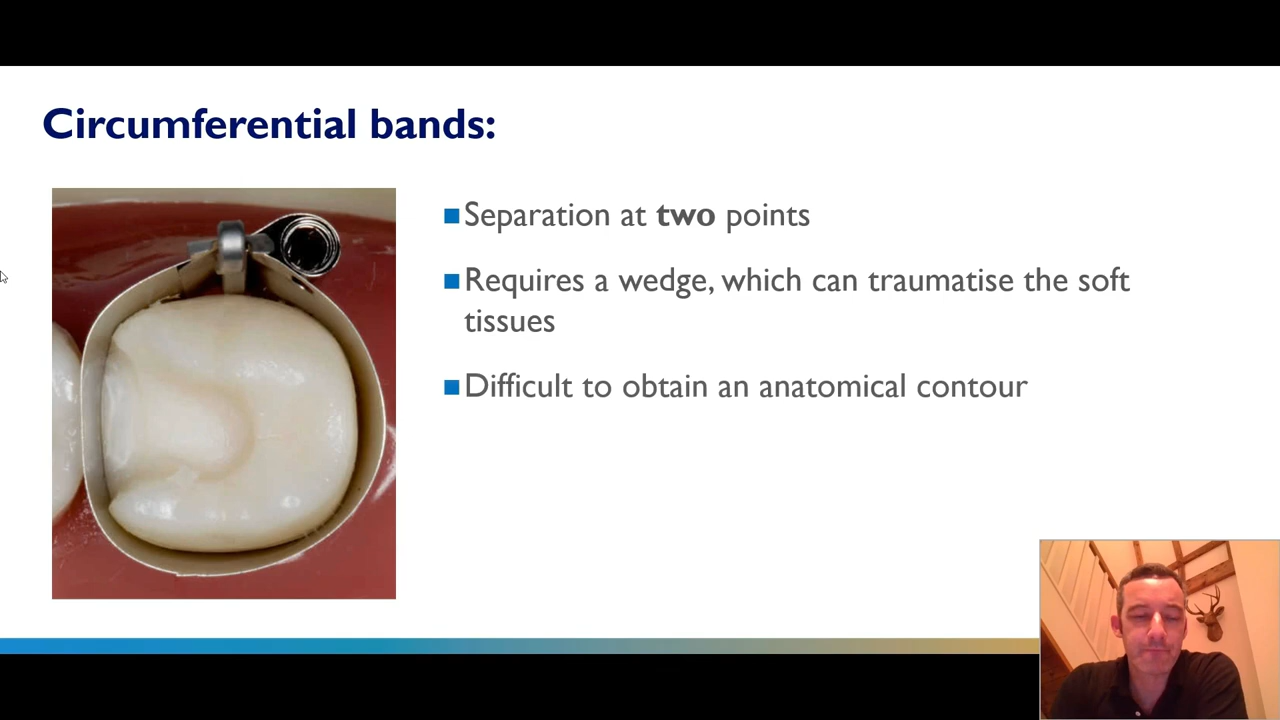 Circumferential bands:
Separation at two points
Requires a wedge, which can traumatise the soft
tissues
Difficult to obtain an anatomical contour